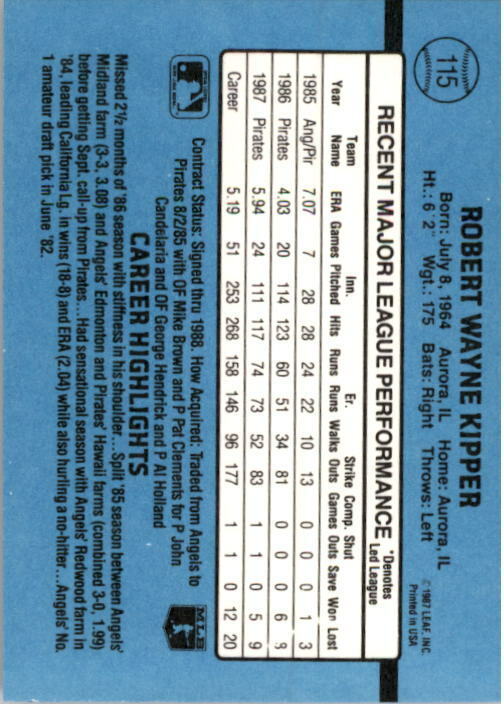 115
ROBERT WAYNE KIPPER
Born: July 8, 1964 Aurora, IL Home: Aurora, IL
Ht.: 6' 2" Wgt.: 175 Bats: Right Throws: Left
© 1987 LEAF, INC.
Printed in USA
RECENT MAJOR LEAGUE PERFORMANCE
*Denotes
Led League
Team Inn. Er. Strike Comp. Shut
Year Name ERA Games Pitched Hits Runs Runs Walks Outs Games Outs Save Won Lost
1985 Ang/Pir 7.07 7 28 28 24 22 10 13 0 0 0 1 3
1986 Pirates 4.03 20 114 123 60 51 34 81 0 0 0 6 8
1987 Pirates 5.94 24 111 117 74 73 52 83 1 1 0 5 9
Career 5.19 51 253 268 158 146 96 177 1 1 0 12 20
Contract Status: Signed thru 1988. How Acquired: Traded from Angels to
Pirates 8/2/85 with OF Mike Brown and P Pat Clements for P John
Candelaria and OF George Hendrick and P Al Holland
MLB
CAREER HIGHLIGHTS
Missed 2½ months of '86 season with stiffness in his shoulder... Split '85 season between Angels'
Midland farm (3-3, 3.08) and Angels' Edmonton and Pirates' Hawaii farms (combined 3-0, 1.99)
before getting Sept. call-up from Pirates... Had sensational season with Angels' Redwood farm in
'84, leading California Lg. in wins (18-8) and ERA (2.04) while also hurling a no-hitter... Angels' No.
1 amateur draft pick in June '82.